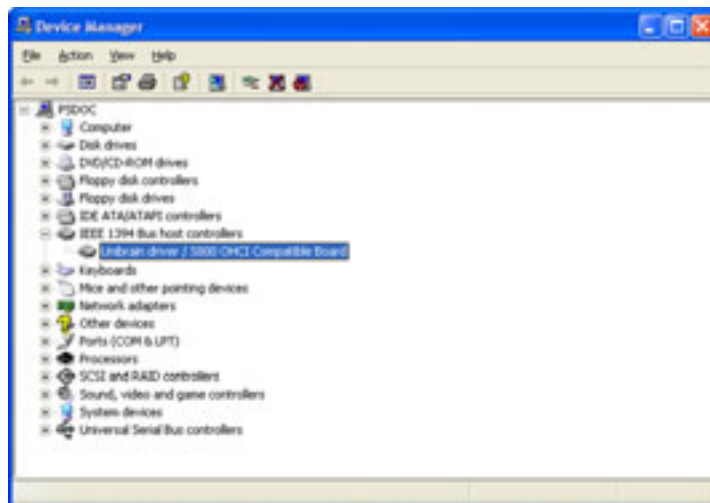 Device Manager
File Action View Help
PSDOC
Computer
Disk drives
DVD/CD-ROM drives
Floppy disk controllers
Floppy disk drives
IDE ATA/ATAPI controllers
IEEE 1394 Bus host controllers
Unibrain driver / S800 OHCI Compatible Board
Keyboards
Mice and other pointing devices
Network adapters
Other devices
Ports (COM & LPT)
Processors
SCSI and RAID controllers
Sound, video and game controllers
System devices
Universal Serial Bus controllers